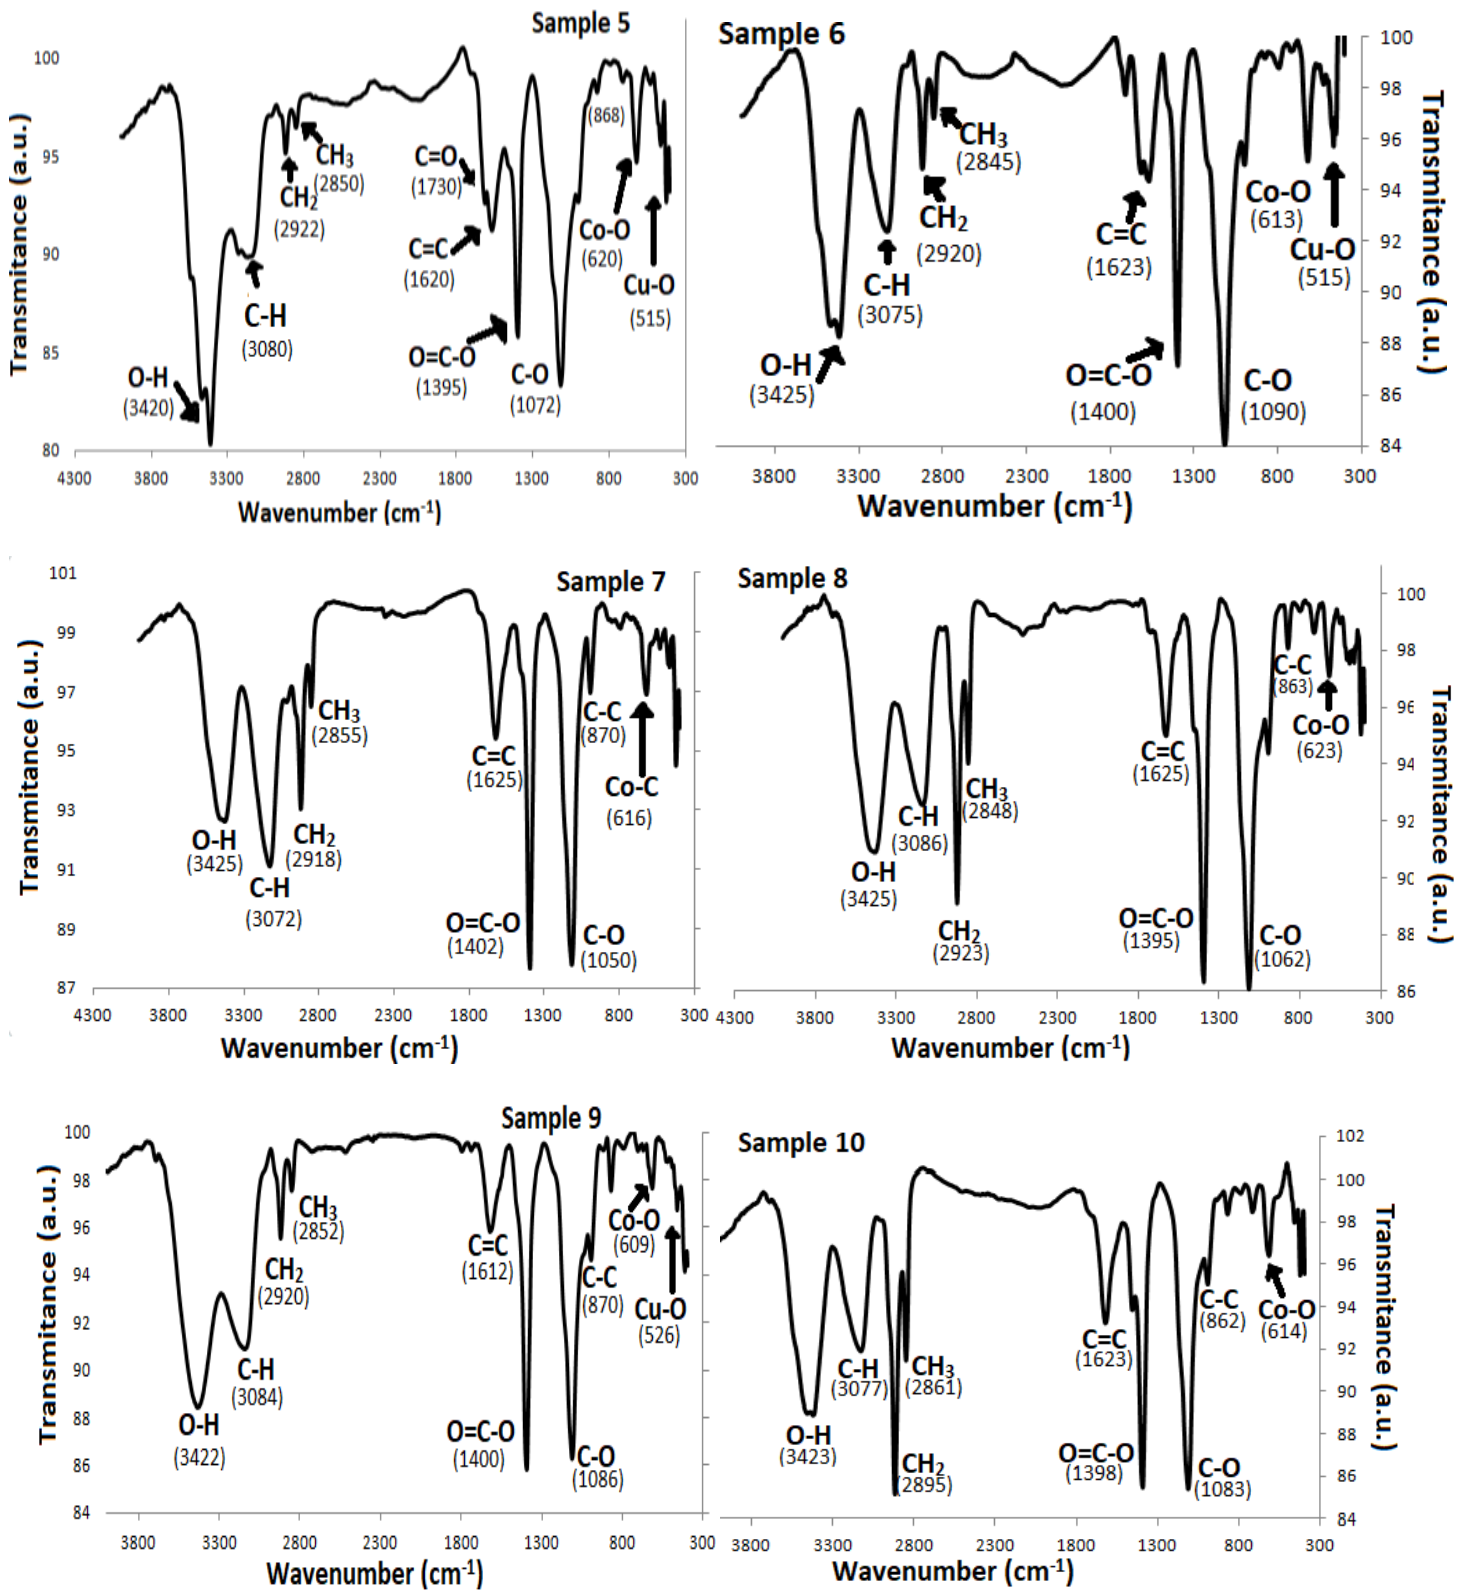 Sample 5
Transmitance (a.u.)
100
95
90
85
80
O-H
(3420)
C-H
(3080)
CH2
(2922)
CH3
(2850)
C=O
(1730)
C=C
(1620)
O=C-O
(1395)
C-O
(1072)
(868)
Co-O
(620)
Cu-O
(515)
4300 3800 3300 2800 2300 1800 1300 800 300
Wavenumber (cm-1)
Sample 6
Transmitance (a.u.)
100
98
96
94
92
90
88
86
84
O-H
(3425)
C-H
(3075)
CH2
(2920)
CH3
(2845)
C=C
(1623)
O=C-O
(1400)
C-O
(1090)
Co-O
(613)
Cu-O
(515)
3800 3300 2800 2300 1800 1300 800 300
Wavenumber (cm-1)
Sample 7
Transmitance (a.u.)
101
99
97
95
93
91
89
87
O-H
(3425)
C-H
(3072)
CH2
(2918)
CH3
(2855)
C=C
(1625)
O=C-O
(1402)
C-O
(1050)
C-C
(870)
Co-C
(616)
4300 3800 3300 2800 2300 1800 1300 800 300
Wavenumber (cm-1)
Sample 8
Transmitance (a.u.)
100
98
96
94
92
90
88
86
O-H
(3425)
C-H
(3086)
CH2
(2923)
CH3
(2848)
C=C
(1625)
O=C-O
(1395)
C-O
(1062)
C-C
(863)
Co-O
(623)
4300 3800 3300 2800 2300 1800 1300 800 300
Wavenumber (cm-1)
Sample 9
Transmitance (a.u.)
100
98
96
94
92
90
88
86
84
O-H
(3422)
C-H
(3084)
CH2
(2920)
CH3
(2852)
C=C
(1612)
O=C-O
(1400)
C-O
(1086)
C-C
(870)
Co-O
(609)
Cu-O
(526)
3800 3300 2800 2300 1800 1300 800 300
Wavenumber (cm-1)
Sample 10
Transmitance (a.u.)
102
100
98
96
94
92
90
88
86
84
O-H
(3423)
C-H
(3077)
CH2
(2895)
CH3
(2861)
C=C
(1623)
O=C-O
(1398)
C-O
(1083)
C-C
(862)
Co-O
(614)
3800 3300 2800 2300 1800 1300 800 300
Wavenumber (cm-1)